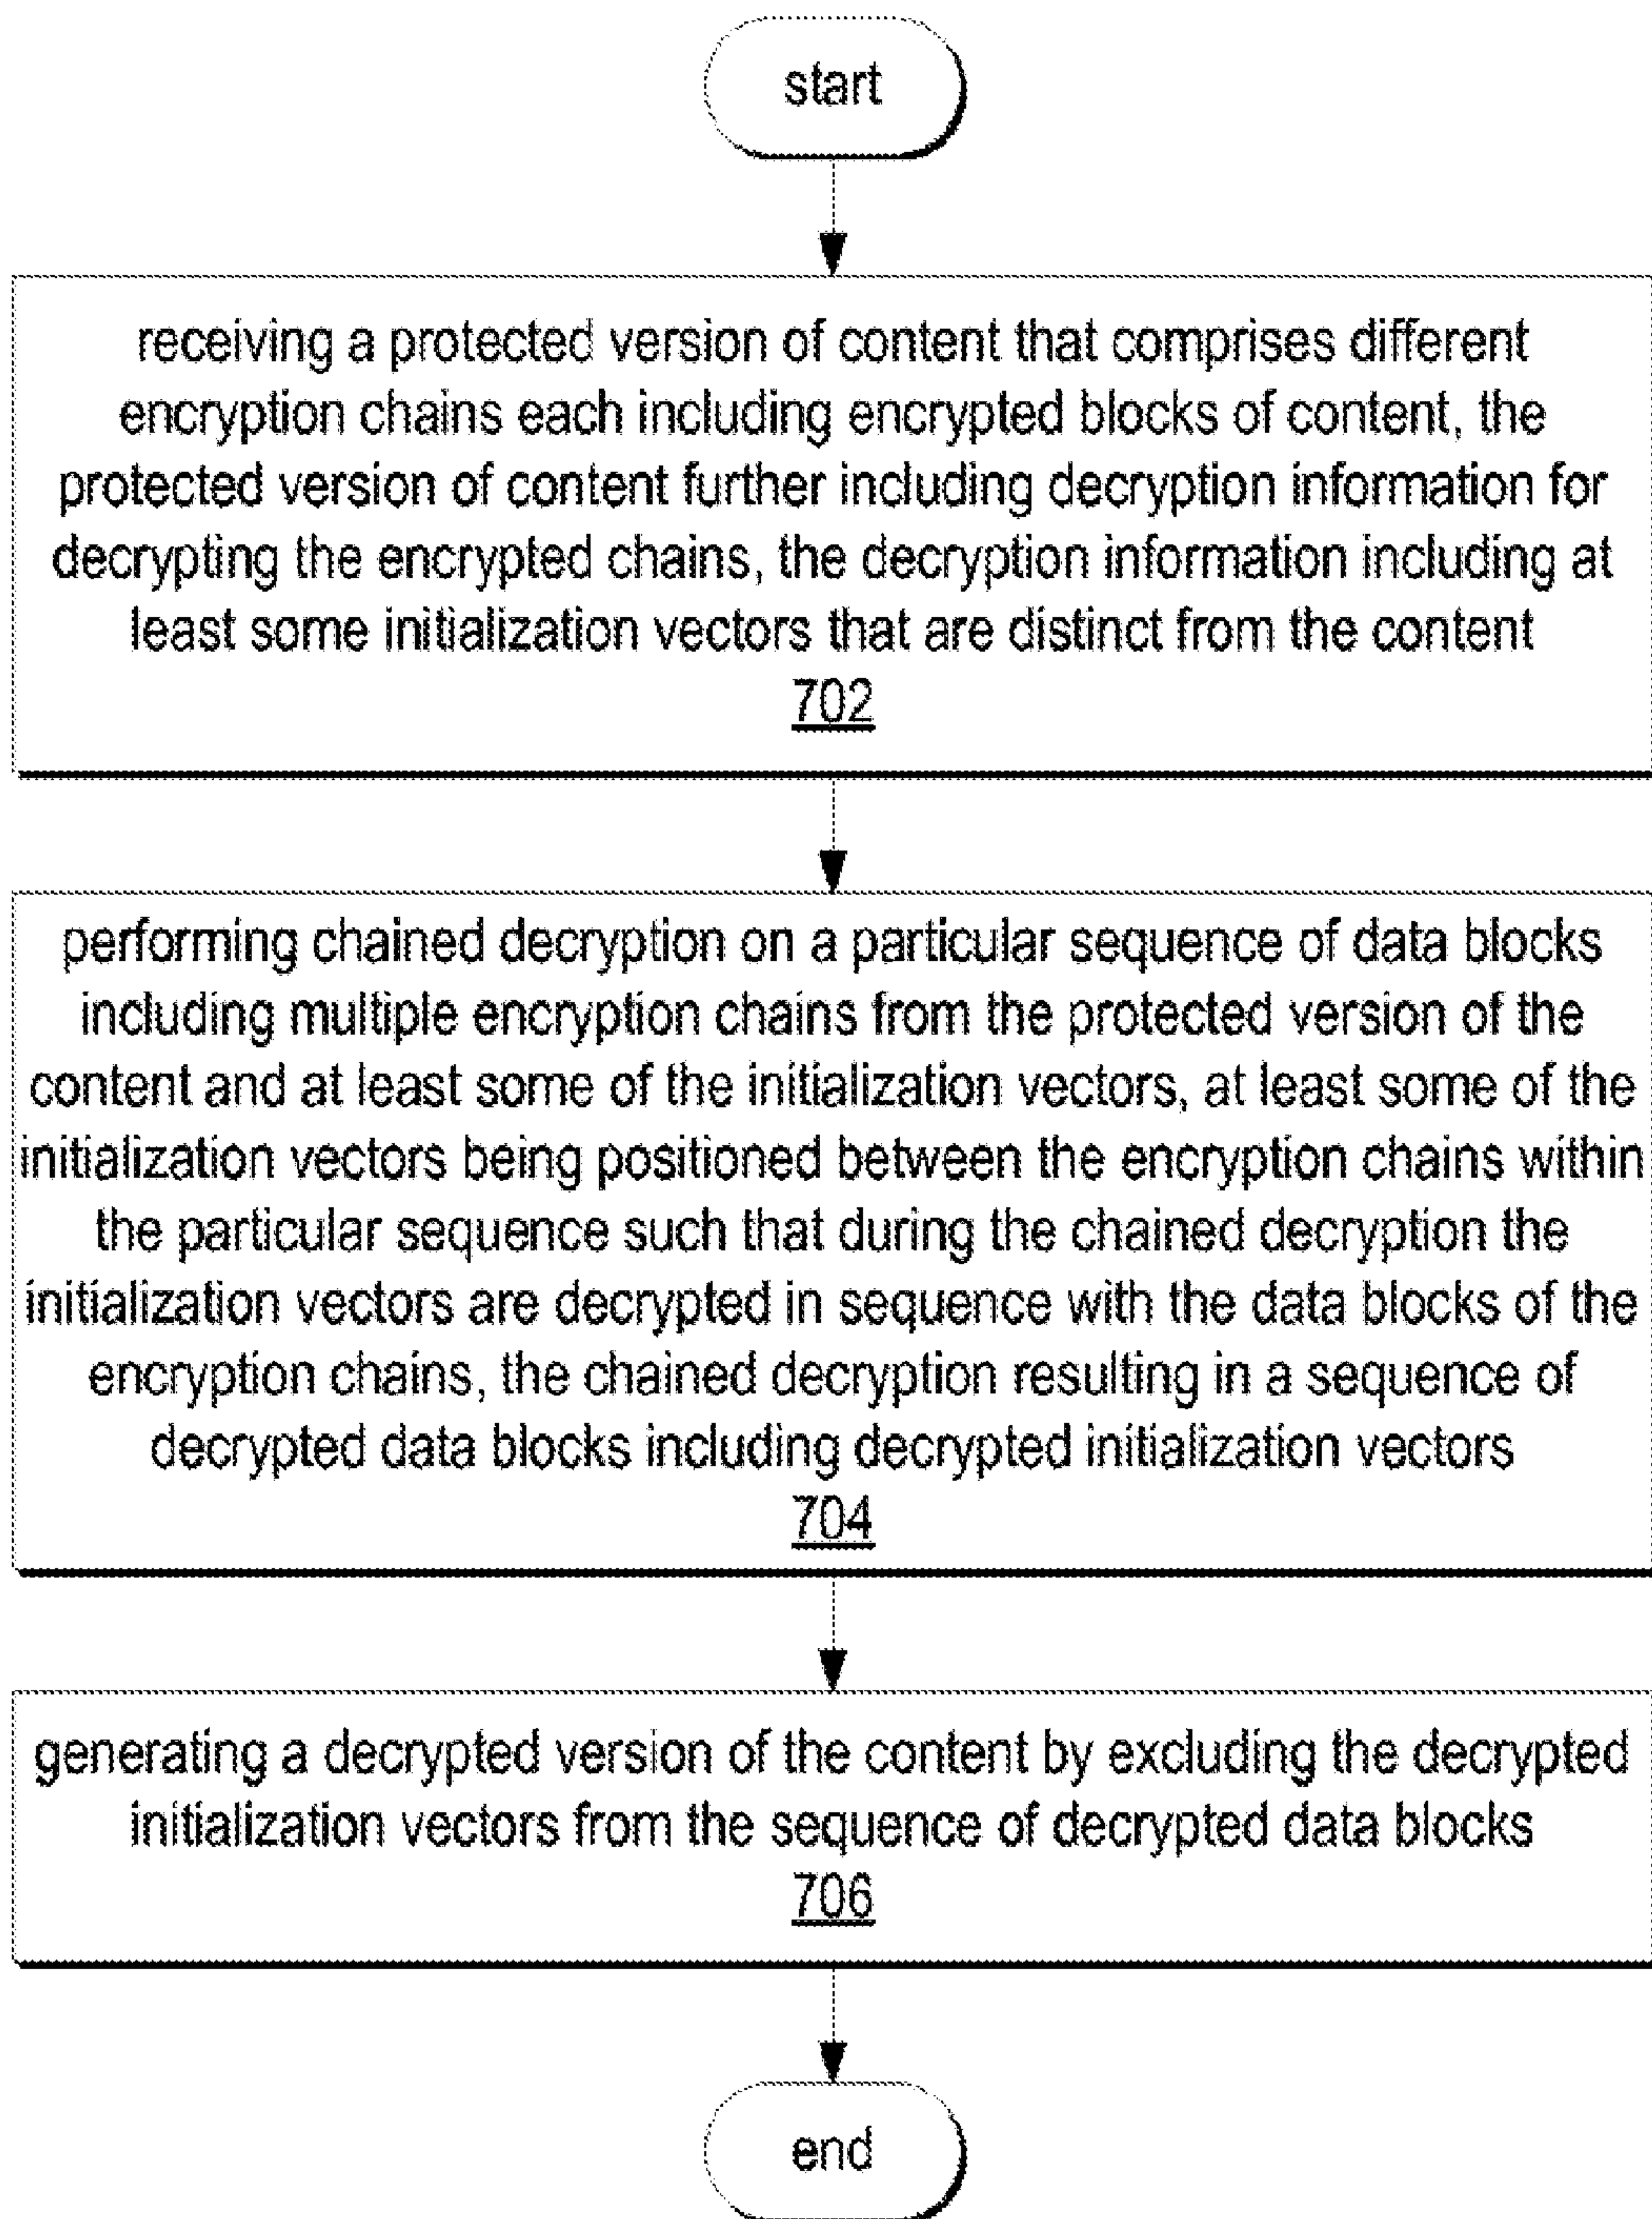 start
receiving a protected version of content that comprises different
encryption chains each including encrypted blocks of content, the
protected version of content further including decryption information for
decrypting the encrypted chains, the decryption information including at
least some initialization vectors that are distinct from the content
702
performing chained decryption on a particular sequence of data blocks
including multiple encryption chains from the protected version of the
content and at least some of the initialization vectors, at least some of the
initialization vectors being positioned between the encryption chains within
the particular sequence such that during the chained decryption the
initialization vectors are decrypted in sequence with the data blocks of the
encryption chains, the chained decryption resulting in a sequence of
decrypted data blocks including decrypted initialization vectors
704
generating a decrypted version of the content by excluding the decrypted
initialization vectors from the sequence of decrypted data blocks
706
end